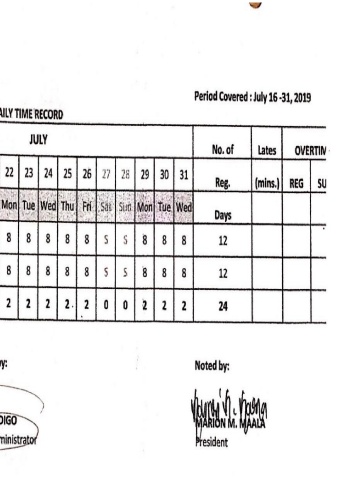 Period Covered : July 16 -31, 2019
AILY TIME RECORD
JULY No. of Lates OVERTIM
22 23 24 25 26 27 28 29 30 31 Reg. (mins.) REG SU
Mon Tue Wed Thu Fri Sat Sun Mon Tue Wed Days
8 8 8 8 8 S S 8 8 8 12
8 8 8 8 8 S S 8 8 8 12
2 2 2 2 2 0 0 2 2 2 24
y: Noted by:
DIGO MARION M. MAALA
ministrator President